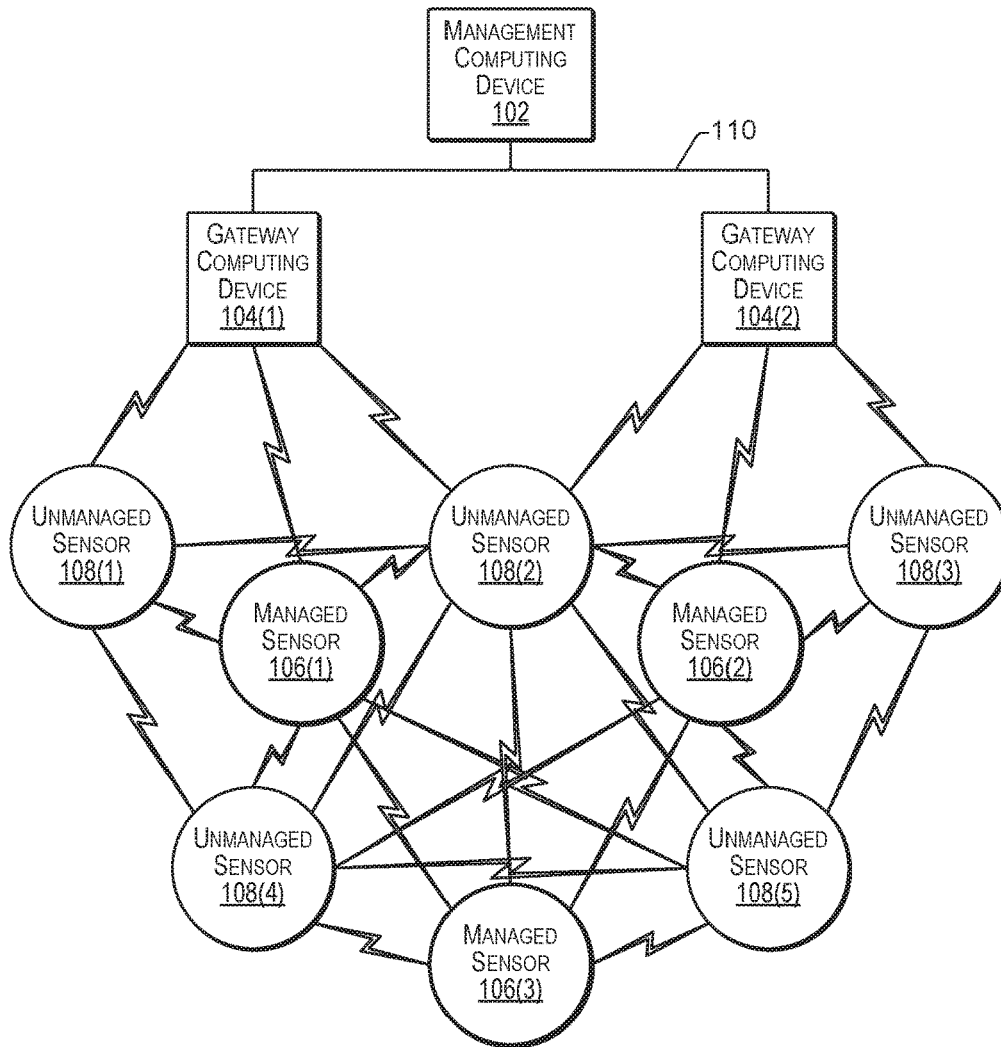 MANAGEMENT
COMPUTING
DEVICE
102
110
GATEWAY
COMPUTING
DEVICE
104(1)
GATEWAY
COMPUTING
DEVICE
104(2)
UNMANAGED
SENSOR
108(1)
UNMANAGED
SENSOR
108(2)
UNMANAGED
SENSOR
108(3)
MANAGED
SENSOR
106(1)
MANAGED
SENSOR
106(2)
UNMANAGED
SENSOR
108(4)
UNMANAGED
SENSOR
108(5)
MANAGED
SENSOR
106(3)